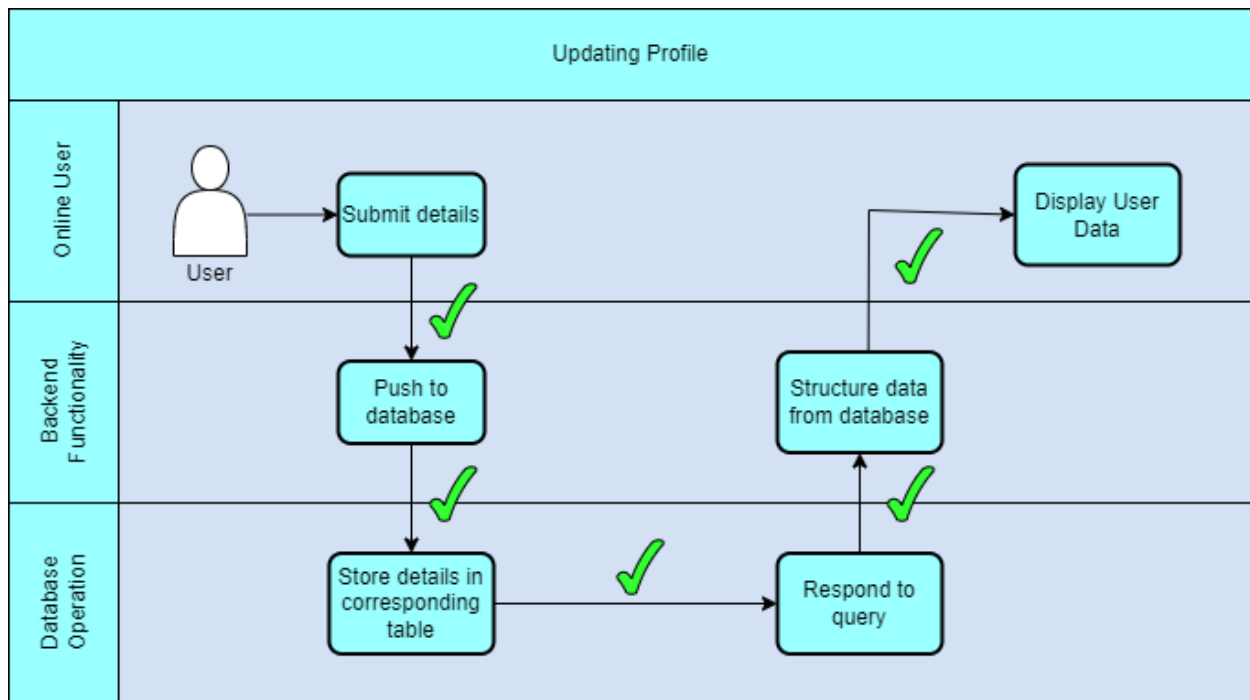 Updating Profile
Online User
User
Submit details
Display User
Data
Backend
Functionality
Push to
database
Structure data
from database
Database
Operation
Store details in
corresponding
table
Respond to
query